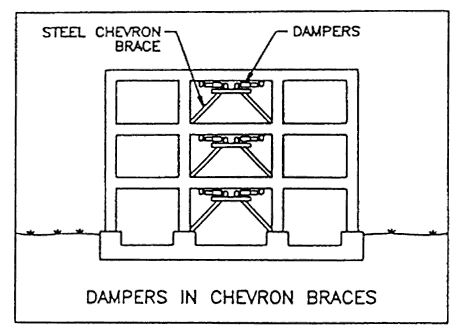 STEEL CHEVRON
BRACE
DAMPERS
DAMPERS IN CHEVRON BRACES